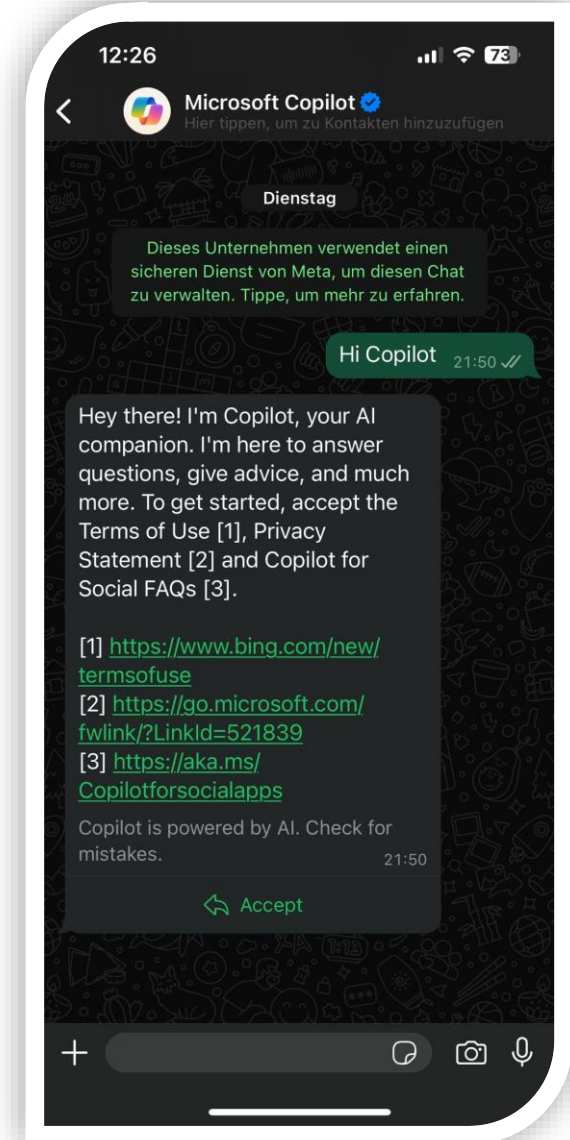 12:26
73
Microsoft Copilot
Hier tippen, um zu Kontakten hinzuzufügen
Dienstag
Dieses Unternehmen verwendet einen
sicheren Dienst von Meta, um diesen Chat
zu verwalten. Tippe, um mehr zu erfahren.
Hi Copilot 21:50
Hey there! I'm Copilot, your AI
companion. I'm here to answer
questions, give advice, and much
more. To get started, accept the
Terms of Use [1], Privacy
Statement [2] and Copilot for
Social FAQs [3].
[1] https://www.bing.com/new/
termsofuse
[2] https://go.microsoft.com/
fwlink/?LinkId=521839
[3] https://aka.ms/
Copilotforsocialapps
Copilot is powered by AI. Check for
mistakes. 21:50
Accept